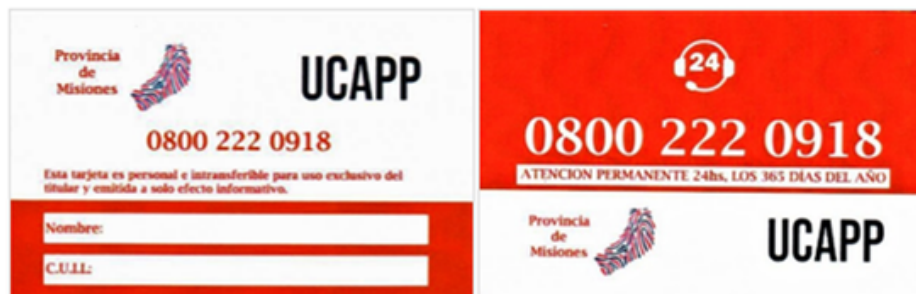 Provincia
de
Misiones
UCAPP
0800 222 0918
Esta tarjeta es personal e intransferible para uso exclusivo del
titular y emitida a solo efecto informativo.
Nombre:
C.U.I.L:
24
0800 222 0918
ATENCION PERMANENTE 24hs, LOS 365 DÍAS DEL AÑO
Provincia
de
Misiones
UCAPP